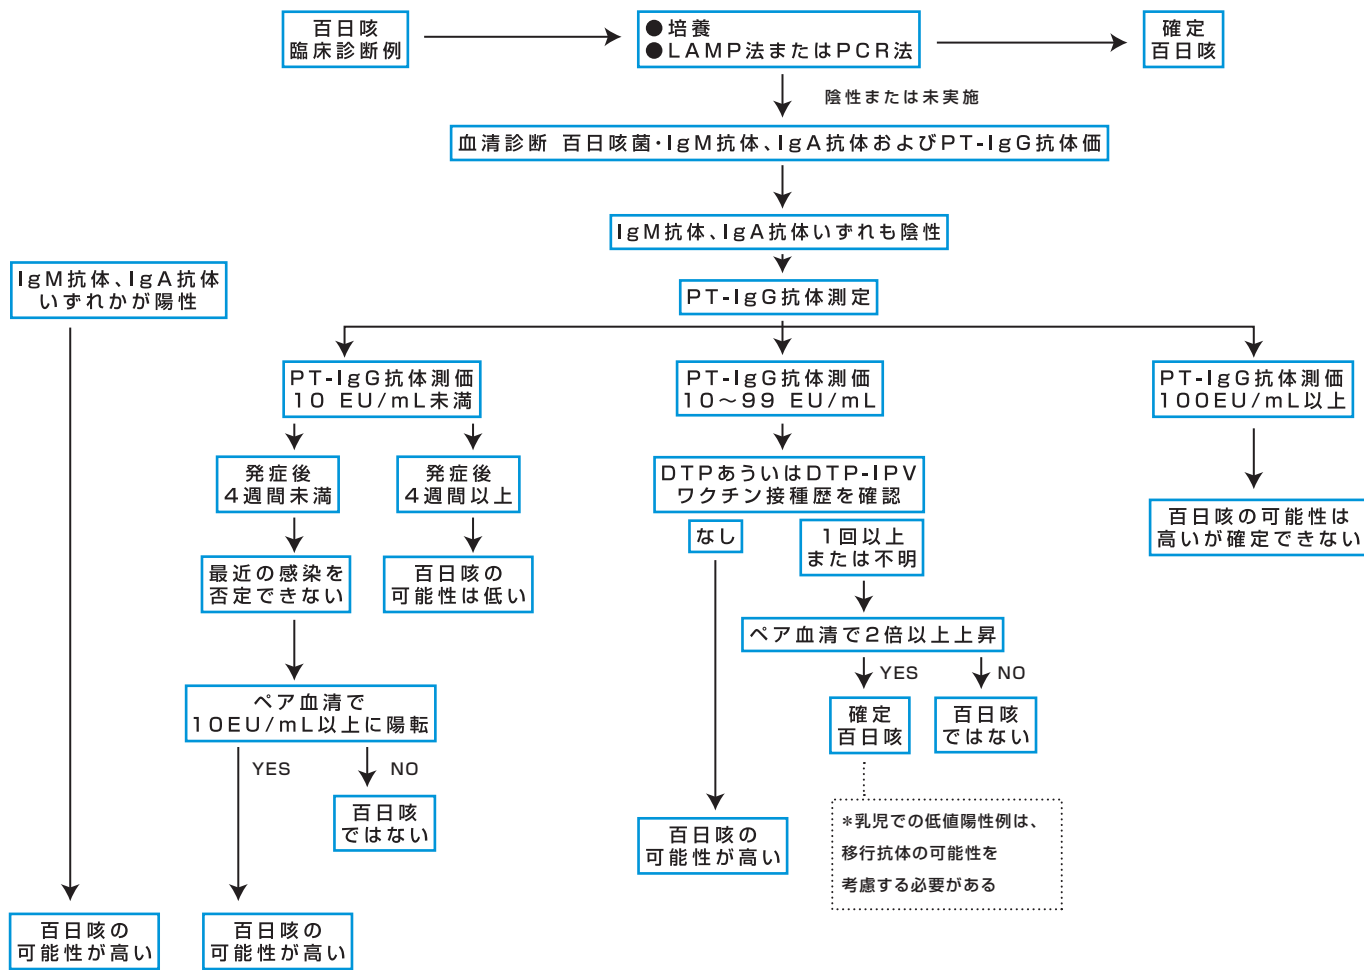 百日咳
臨床診断例
●培養
●LAMP法またはPCR法
確定
百日咳
陰性または未実施
血清診断 百日咳菌・IgM抗体、IgA抗体およびPT-IgG抗体価
IgM抗体、IgA抗体いずれも陰性
IgM抗体、IgA抗体
いずれかが陽性
PT-IgG抗体測定
PT-IgG抗体測価
10 EU/mL未満
PT-IgG抗体測価
10～99 EU/mL
PT-IgG抗体測価
100EU/mL以上
発症後
4週間未満
発症後
4週間以上
DTPあういはDTP-IPV
ワクチン接種歴を確認
百日咳の可能性は
高いが確定できない
なし
1回以上
または不明
最近の感染を
否定できない
百日咳の
可能性は低い
ペア血清で2倍以上上昇
YES
NO
ペア血清で
10EU/mL以上に陽転
確定
百日咳
百日咳
ではない
YES
NO
百日咳
ではない
百日咳の
可能性が高い
＊乳児での低値陽性例は、
移行抗体の可能性を
考慮する必要がある
百日咳の
可能性が高い
百日咳の
可能性が高い